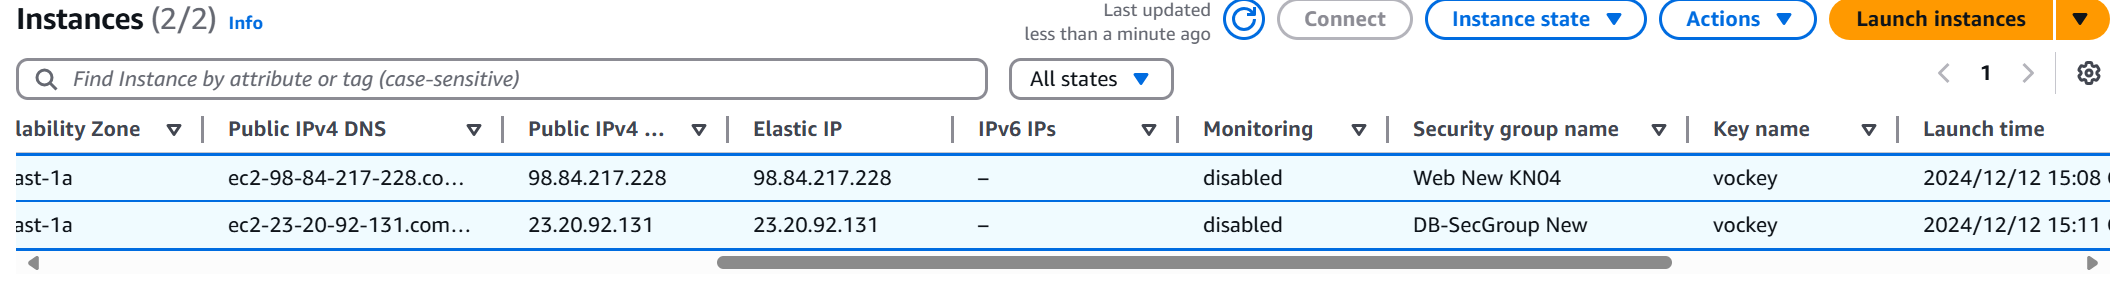 Instances (2/2) Info
Last updated
less than a minute ago
Connect
Instance state
Actions
Launch instances
Find Instance by attribute or tag (case-sensitive)
All states
1
lability Zone Public IPv4 DNS Public IPv4 ... Elastic IP IPv6 IPs Monitoring Security group name Key name Launch time
ast-1a ec2-98-84-217-228.co... 98.84.217.228 98.84.217.228 – disabled Web New KN04 vockey 2024/12/12 15:08
ast-1a ec2-23-20-92-131.com... 23.20.92.131 23.20.92.131 – disabled DB-SecGroup New vockey 2024/12/12 15:11